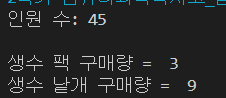 인원 수: 45
생수 팩 구매량 =  3
생수 낱개 구매량 =  9